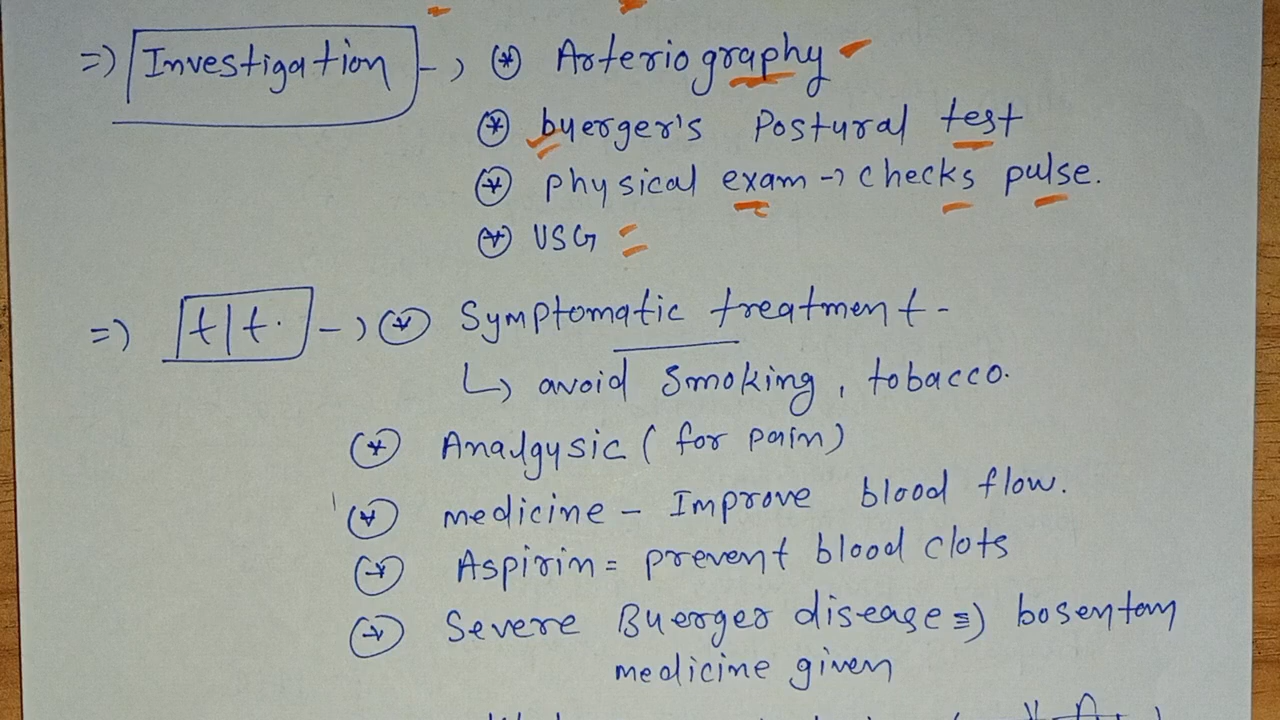 => Investigation -> * Arteriography
* buerger's Postural test
* physical exam -> checks pulse.
* USG
=> t/t. -> * Symptomatic treatment -
↳ avoid smoking, tobacco.
* Analgysic (for pain)
* medicine - Improve blood flow.
* Aspirin = prevent blood clots
* Severe Buerger disease => bosentan
medicine given